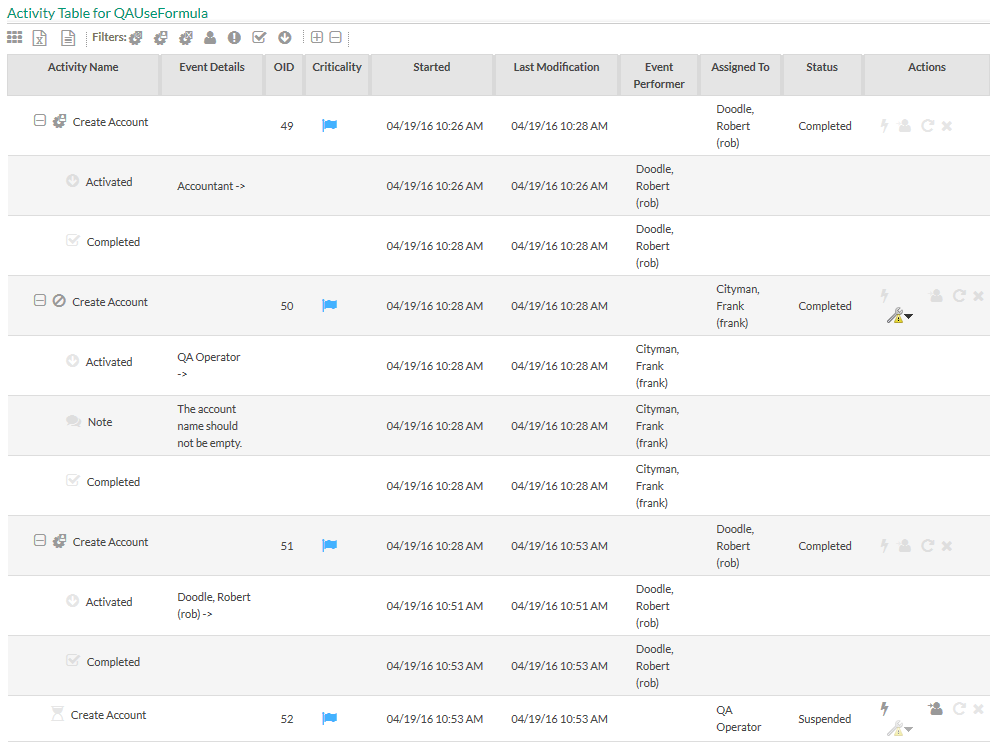 Activity Table for QAUseFormula
Filters:
Activity Name Event Details OID Criticality Started Last Modification Event Performer Assigned To Status Actions
Create Account 49 04/19/16 10:26 AM 04/19/16 10:28 AM Doodle, Robert (rob) Completed
Activated Accountant -> 04/19/16 10:26 AM 04/19/16 10:26 AM Doodle, Robert (rob)
Completed 04/19/16 10:28 AM 04/19/16 10:28 AM Doodle, Robert (rob)
Create Account 50 04/19/16 10:28 AM 04/19/16 10:28 AM Cityman, Frank (frank) Completed
Activated QA Operator -> 04/19/16 10:28 AM 04/19/16 10:28 AM Cityman, Frank (frank)
Note The account name should not be empty. 04/19/16 10:28 AM 04/19/16 10:28 AM Cityman, Frank (frank)
Completed 04/19/16 10:28 AM 04/19/16 10:28 AM Cityman, Frank (frank)
Create Account 51 04/19/16 10:28 AM 04/19/16 10:53 AM Doodle, Robert (rob) Completed
Activated Doodle, Robert (rob) -> 04/19/16 10:51 AM 04/19/16 10:51 AM Doodle, Robert (rob)
Completed 04/19/16 10:53 AM 04/19/16 10:53 AM Doodle, Robert (rob)
Create Account 52 04/19/16 10:53 AM 04/19/16 10:53 AM QA Operator Suspended